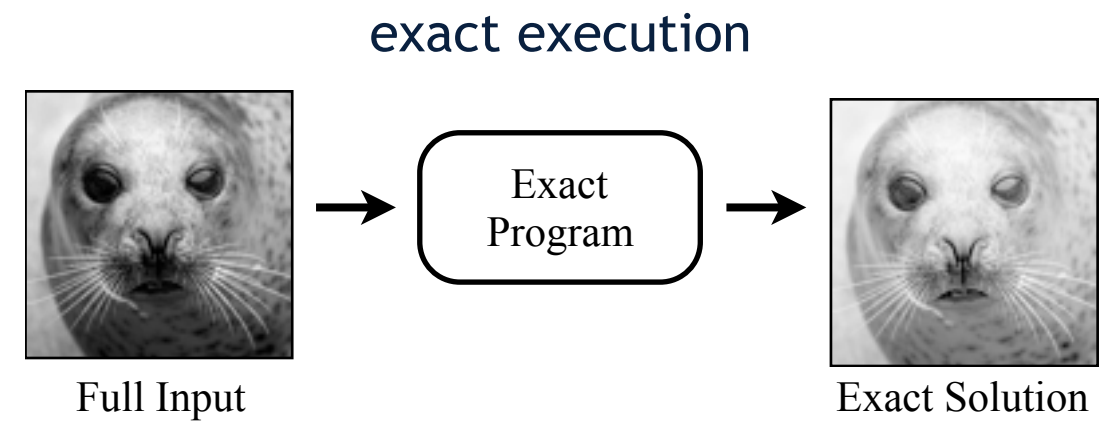 exact execution
Exact
Program
Full Input
Exact Solution